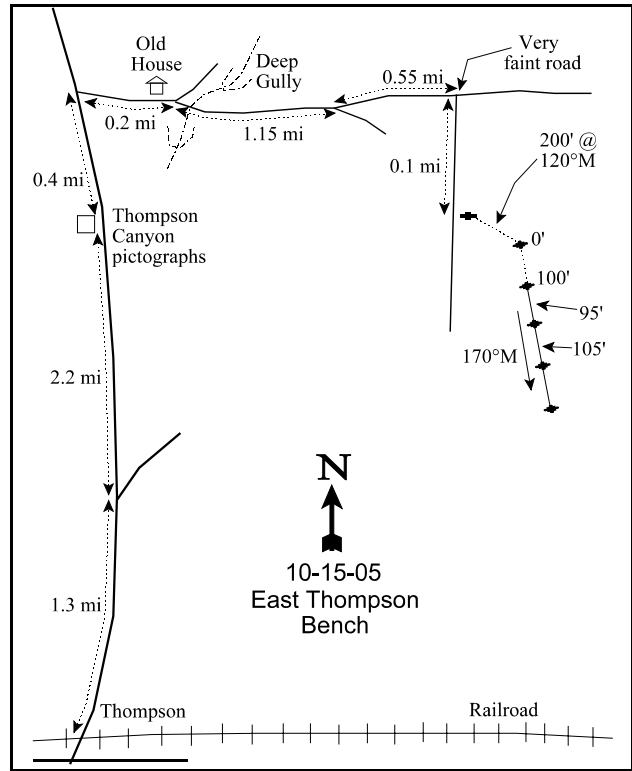 Old
House
Deep
Gully
Very
faint road
0.55 mi
0.2 mi
1.15 mi
200' @
120°M
0.1 mi
0.4 mi
Thompson
Canyon
pictographs
0'
100'
95'
105'
170°M
2.2 mi
N
10-15-05
East Thompson
Bench
1.3 mi
Thompson
Railroad